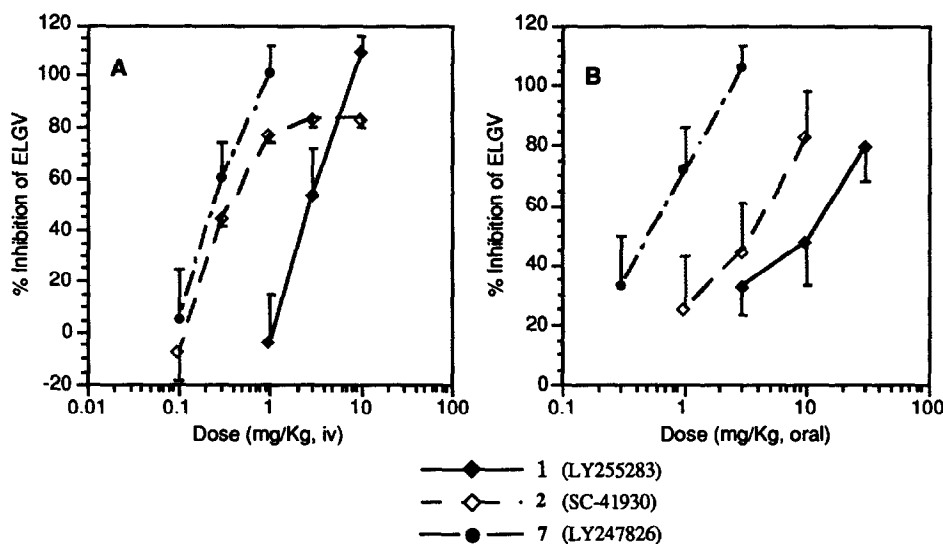 A
% Inhibition of ELGV
120
100
80
60
40
20
0
-20
0.01 0.1 1 10 100
Dose (mg/Kg, iv)
B
% Inhibition of ELGV
120
100
80
60
40
20
0
0.1 1 10 100
Dose (mg/Kg, oral)
1 (LY255283)
2 (SC-41930)
7 (LY247826)